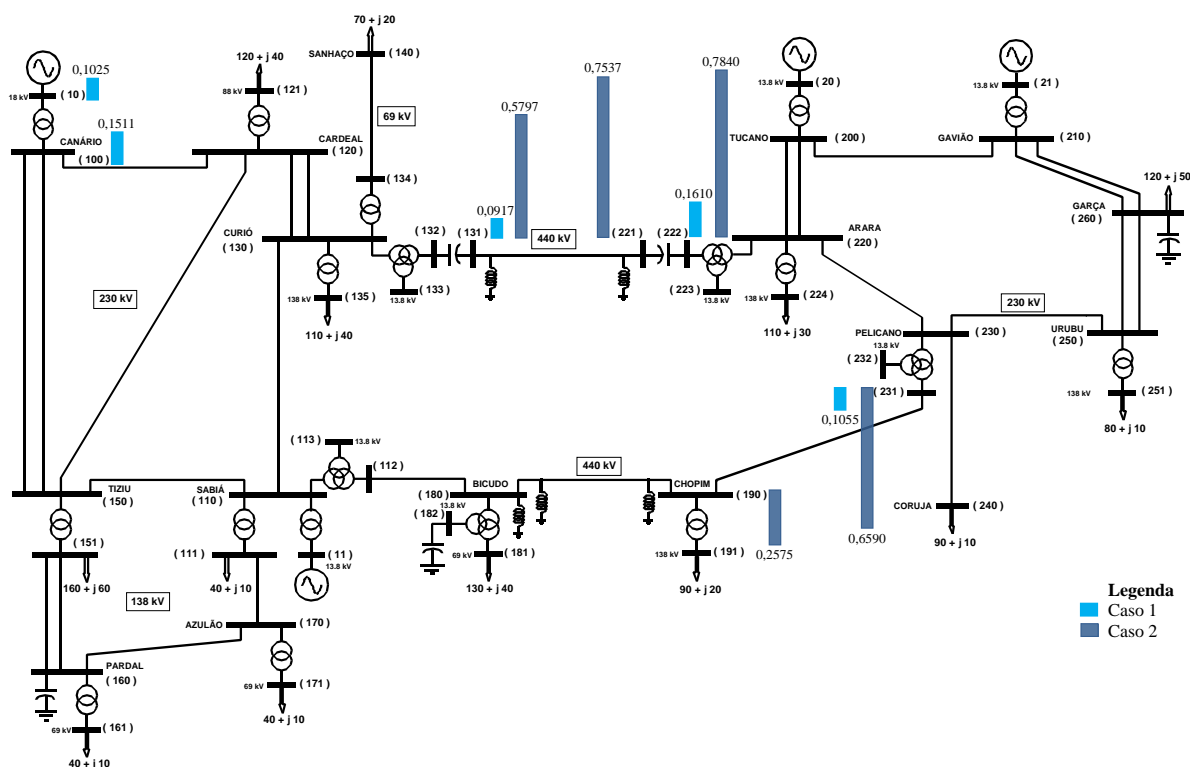 70 + j 20
SANHAÇO
( 140)
120 + j 40
0,1025
18 kV
( 10)
88 kV
( 121)
0,1511
CANÁRIO
( 100)
CARDEAL
( 120)
69 kV
( 134)
0,5797
0,7537
0,7840
( 20)
13.8 kV
( 21)
13.8 kV
TUCANO
( 200)
GAVIÃO
( 210)
120 + j 50
GARÇA
( 260)
CURIÓ
( 130)
0,0917
0,1610
( 132)
( 131)
440 kV
( 221)
( 222)
ARARA
( 220)
( 133)
13.8 kV
( 223)
13.8 kV
138 kV
( 135)
110 + j 40
138 kV
( 224)
110 + j 30
230 kV
230 kV
PELICANO
( 230)
URUBU
( 250)
13.8 kV
( 232)
( 231)
0,1055
138 kV
( 251)
80 + j 10
( 113)
13.8 kV
( 112)
440 kV
TIZIU
( 150)
SABIÁ
( 110)
BICUDO
( 180)
CHOPIM
( 190)
CORUJA
( 240)
90 + j 10
13.8 kV
( 182)
0,2575
0,6590
( 151)
( 111)
( 11)
13.8 kV
69 kV
( 181)
138 kV
( 191)
160 + j 60
40 + j 10
130 + j 40
90 + j 20
138 kV
AZULÃO
( 170)
Legenda
Caso 1
Caso 2
PARDAL
( 160)
69 kV
( 171)
40 + j 10
69 kV
( 161)
40 + j 10